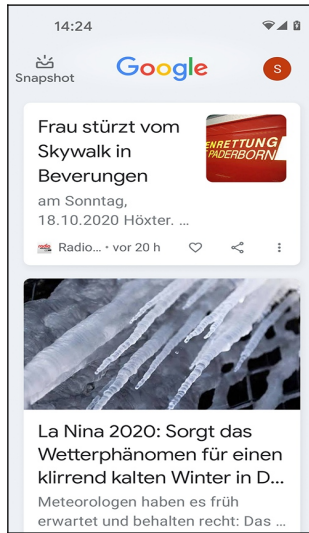 14:24
Snapshot
Google
S
Frau stürzt vom
Skywalk in
Beverungen
ENRETTUNG
PADERBORN
am Sonntag,
18.10.2020 Höxter. ...
Radio... · vor 20 h
La Nina 2020: Sorgt das
Wetterphänomen für einen
klirrend kalten Winter in D...
Meteorologen haben es früh
erwartet und behalten recht: Das ...